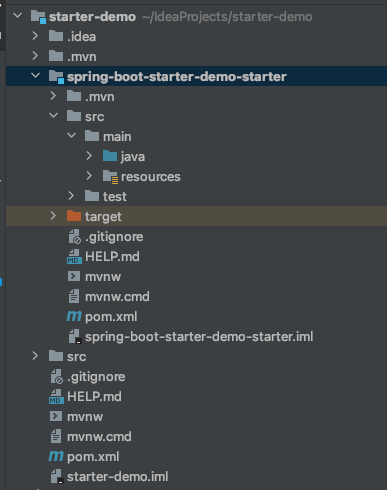 starter-demo ~/IdeaProjects/starter-demo
.idea
.mvn
spring-boot-starter-demo-starter
.mvn
src
main
java
resources
test
target
.gitignore
HELP.md
mvnw
mvnw.cmd
pom.xml
spring-boot-starter-demo-starter.iml
src
.gitignore
HELP.md
mvnw
mvnw.cmd
pom.xml
starter-demo.iml